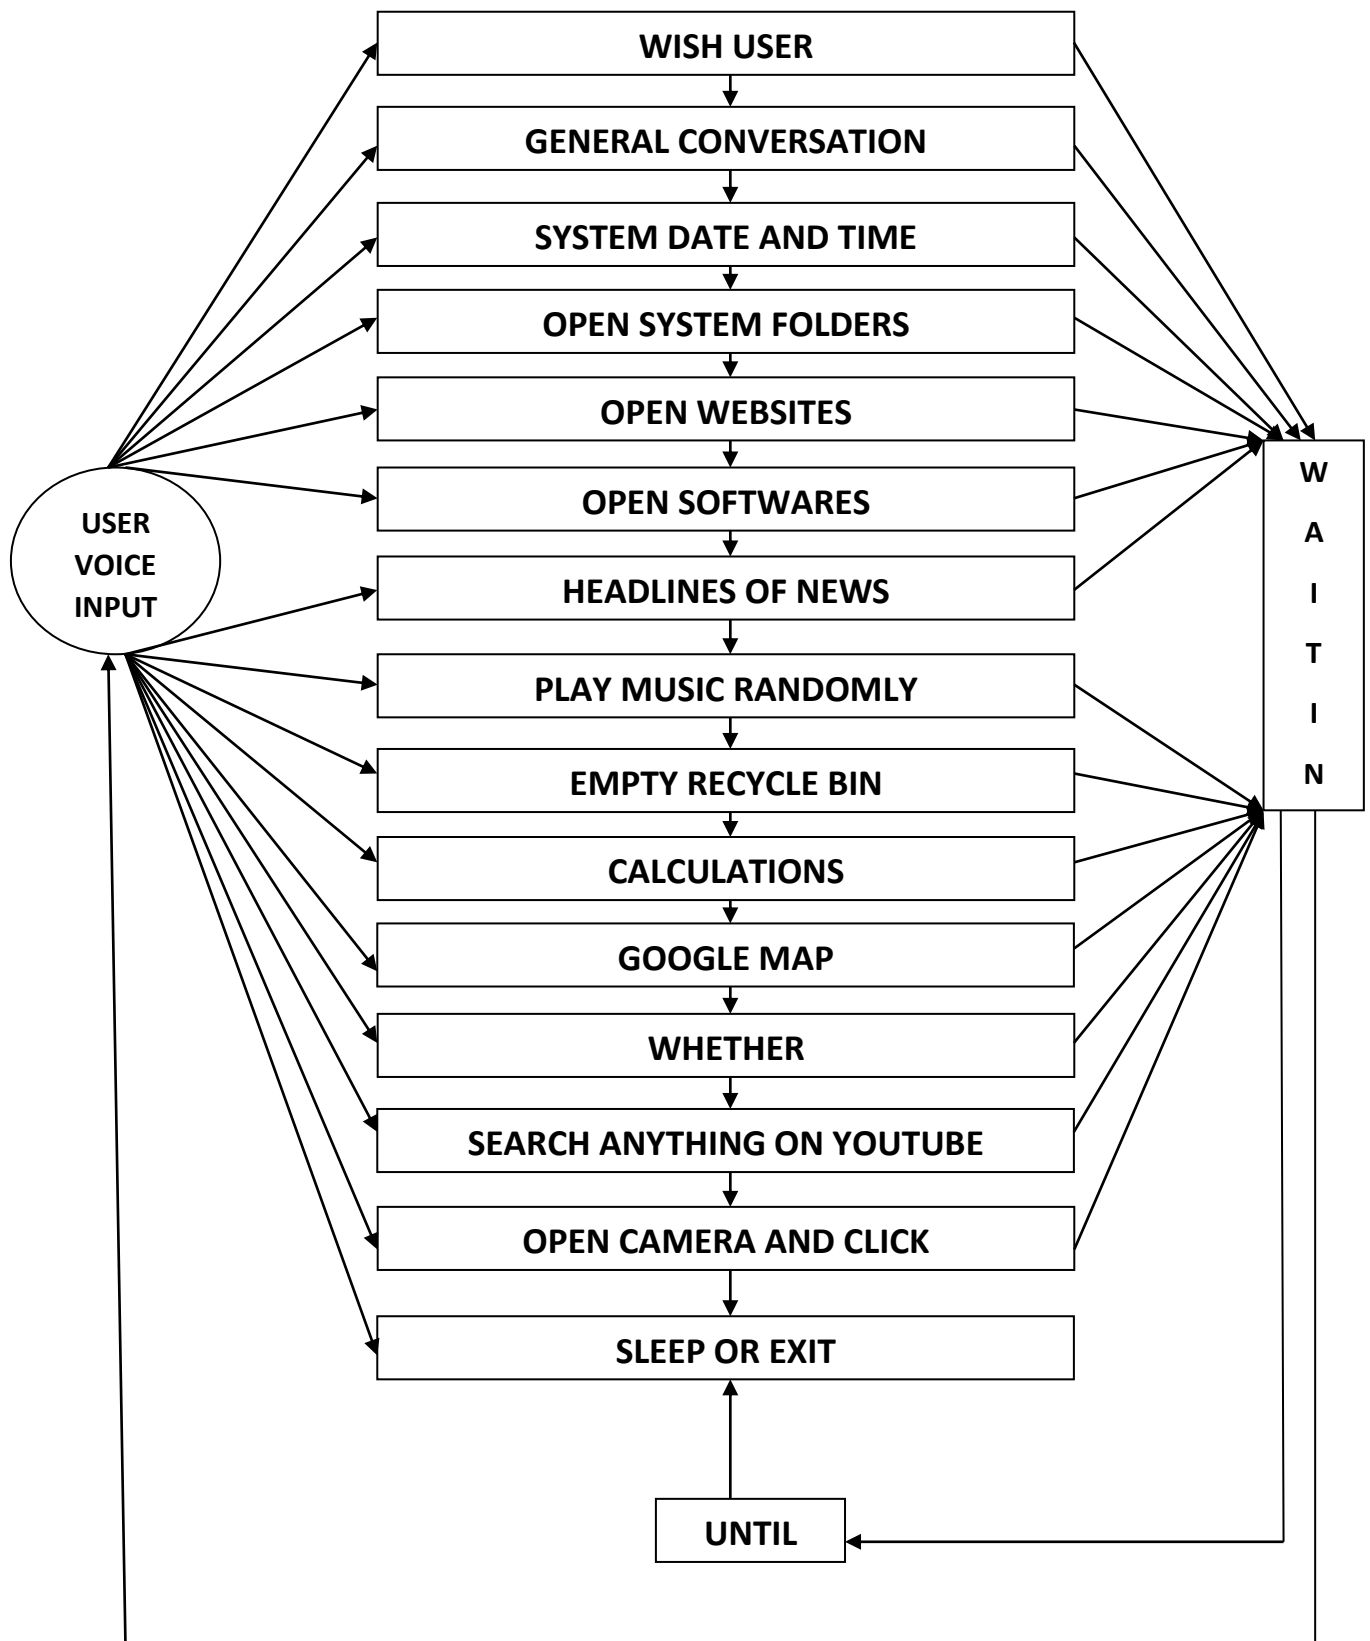 WISH USER
GENERAL CONVERSATION
SYSTEM DATE AND TIME
OPEN SYSTEM FOLDERS
OPEN WEBSITES
OPEN SOFTWARES
HEADLINES OF NEWS
PLAY MUSIC RANDOMLY
EMPTY RECYCLE BIN
CALCULATIONS
GOOGLE MAP
WHETHER
SEARCH ANYTHING ON YOUTUBE
OPEN CAMERA AND CLICK
SLEEP OR EXIT
UNTIL
USER
VOICE
INPUT
W
A
I
T
I
N